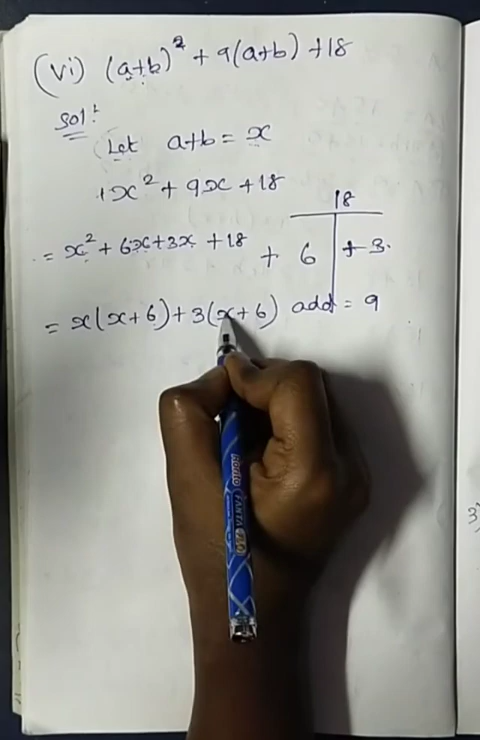 (vi) (a+b)² + 9(a+b) + 18
Sol:
Let a+b = x
1x² + 9x + 18
= x² + 6x + 3x + 18
18
+ 6 + 3
= x(x+6) + 3(x+6) add = 9
3)